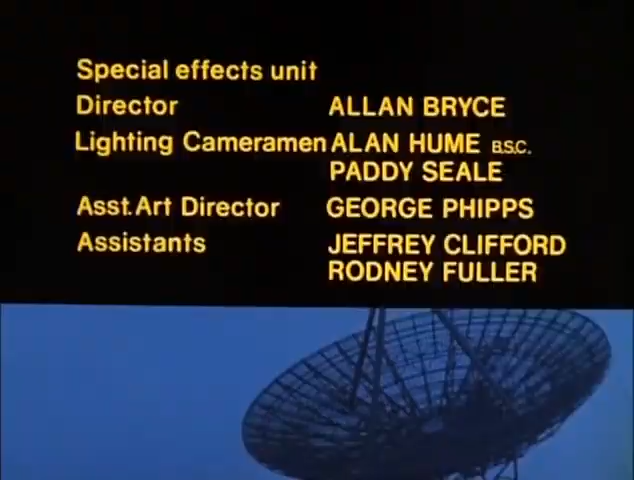 Special effects unit
Director ALLAN BRYCE
Lighting Cameramen ALAN HUME B.S.C.
PADDY SEALE
Asst. Art Director GEORGE PHIPPS
Assistants JEFFREY CLIFFORD
RODNEY FULLER